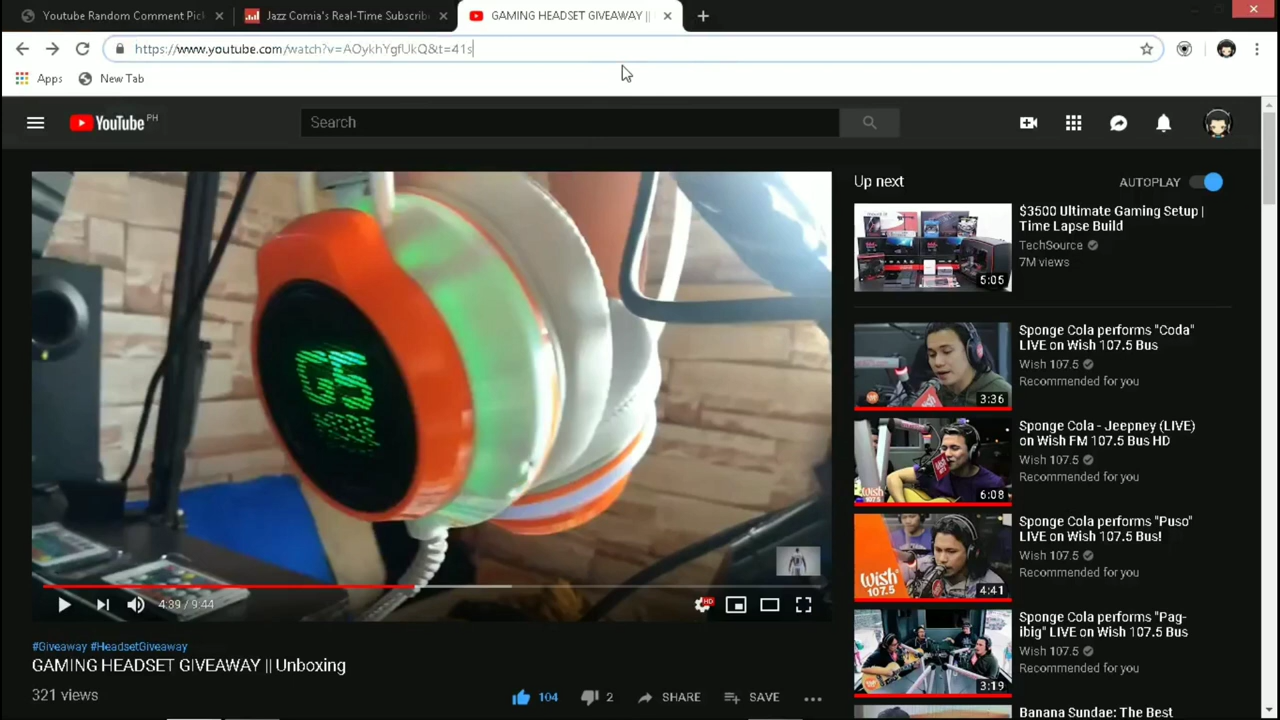 Youtube Random Comment Pick
Jazz Comia's Real-Time Subscrib
GAMING HEADSET GIVEAWAY ||
https://www.youtube.com/watch?v=AOykhYgfUkQ&t=41s
Apps
New Tab
YouTube PH
Search
Up next
AUTOPLAY
$3500 Ultimate Gaming Setup |
Time Lapse Build
TechSource
7M views
5:05
Sponge Cola performs "Coda"
LIVE on Wish 107.5 Bus
Wish 107.5
Recommended for you
3:36
Sponge Cola - Jeepney (LIVE)
on Wish FM 107.5 Bus HD
Wish 107.5
Recommended for you
6:08
Sponge Cola performs "Puso"
LIVE on Wish 107.5 Bus!
Wish 107.5
Recommended for you
wish
4:41
Sponge Cola performs "Pag-
ibig" LIVE on Wish 107.5 Bus
Wish 107.5
Recommended for you
3:19
Banana Sundae: The Best
4:39 / 9:44
HD
#Giveaway #HeadsetGiveaway
GAMING HEADSET GIVEAWAY || Unboxing
321 views
104
2
SHARE
SAVE